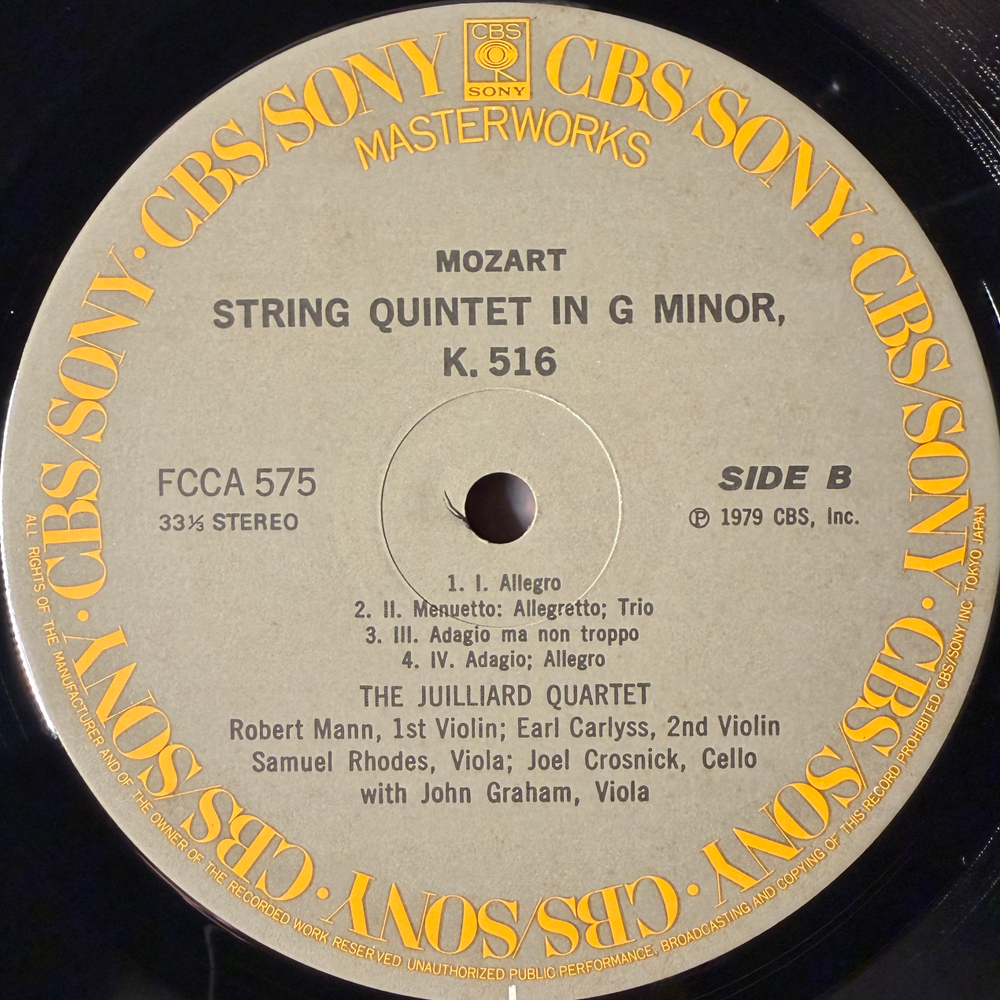 CBS
SONY
CBS/SONY · CBS/SONY · CBS/SONY · CBS/SONY · CBS/SONY · CBS/SONY · CBS/SONY · CBS/SONY
MASTERWORKS
MOZART
STRING QUINTET IN G MINOR,
K. 516
FCCA 575
33⅓ STEREO
SIDE B
Ⓟ 1979 CBS, Inc.
1. I. Allegro
2. II. Menuetto: Allegretto; Trio
3. III. Adagio ma non troppo
4. IV. Adagio; Allegro
THE JUILLIARD QUARTET
Robert Mann, 1st Violin; Earl Carlyss, 2nd Violin
Samuel Rhodes, Viola; Joel Crosnick, Cello
with John Graham, Viola
ALL RIGHTS OF THE MANUFACTURER AND OF THE OWNER OF THE RECORDED WORK RESERVED. UNAUTHORIZED PUBLIC PERFORMANCE, BROADCASTING AND COPYING OF THIS RECORD PROHIBITED. CBS/SONY INC. TOKYO JAPAN